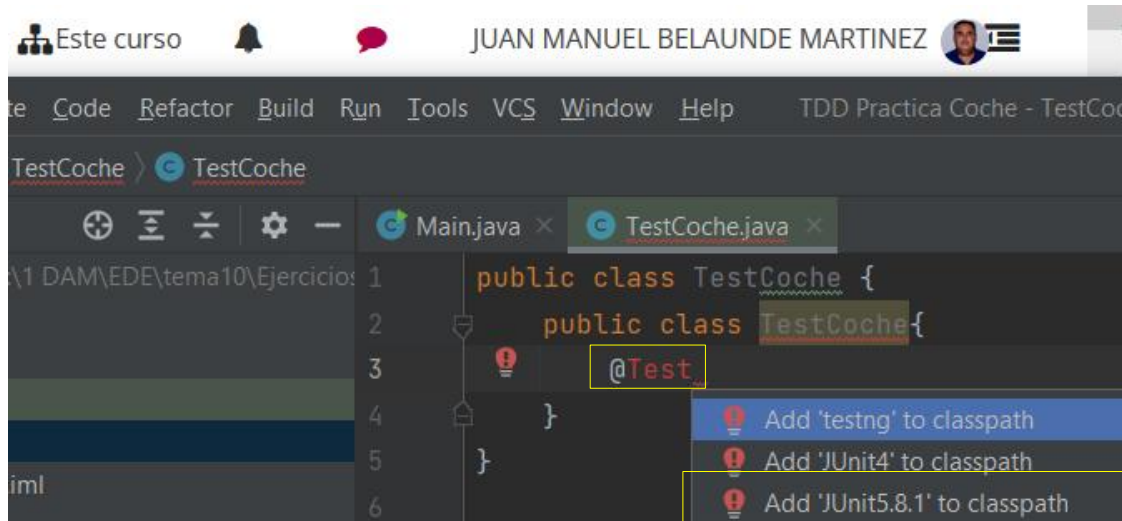 Este curso JUAN MANUEL BELAUNDE MARTINEZ
te Code Refactor Build Run Tools VCS Window Help TDD Practica Coche - TestCoc
TestCoche TestCoche
Main.java TestCoche.java
:\1 DAM\EDE\tema10\Ejercicios 1 public class TestCoche {
2 public class TestCoche{
3 @Test
4 } Add 'testng' to classpath
5 } Add 'JUnit4' to classpath
iml
6 Add 'JUnit5.8.1' to classpath